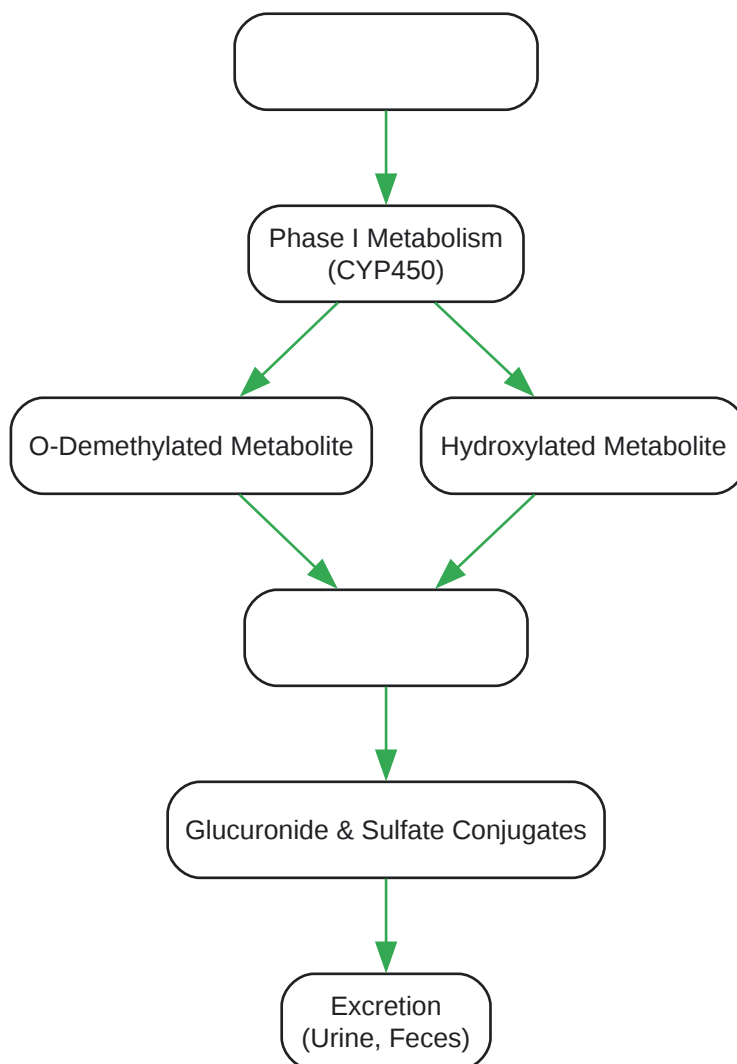 Phase I Metabolism
(CYP450)
O-Demethylated Metabolite
Hydroxylated Metabolite
Glucuronide & Sulfate Conjugates
Excretion
(Urine, Feces)